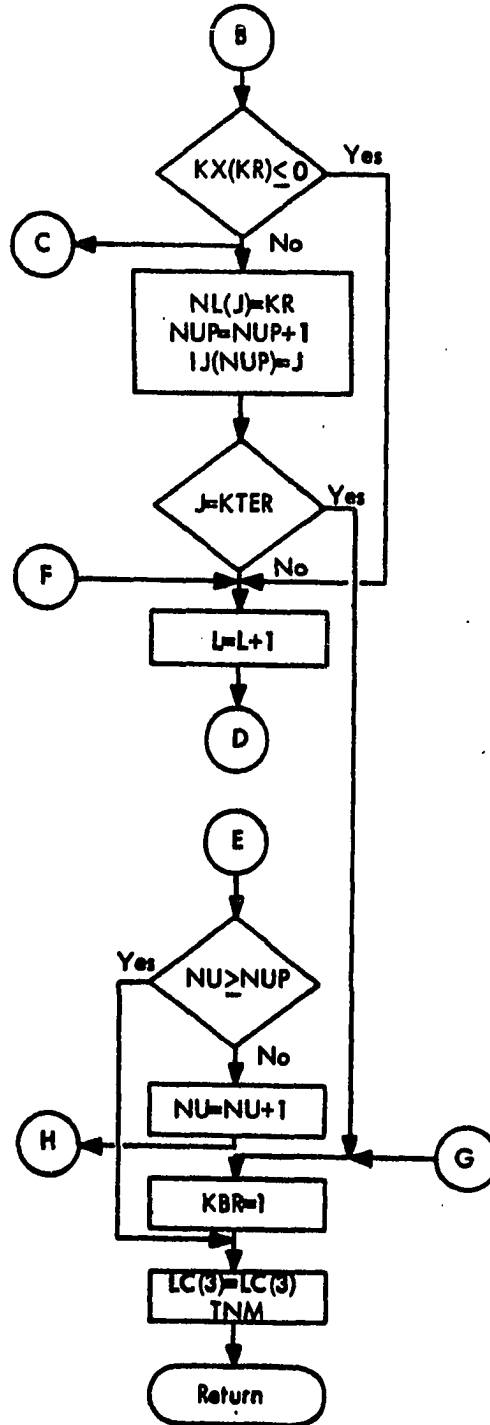 B
KX(KR)≤0
Yes
C
No
NL(J)=KR
NUP=NUP+1
IJ(NUP)=J
J=KTER
Yes
F
No
L=L+1
D
E
Yes
NU≥NUP
No
NU=NU+1
H
G
KBR=1
LC(3)=LC(3)
TNM
Return